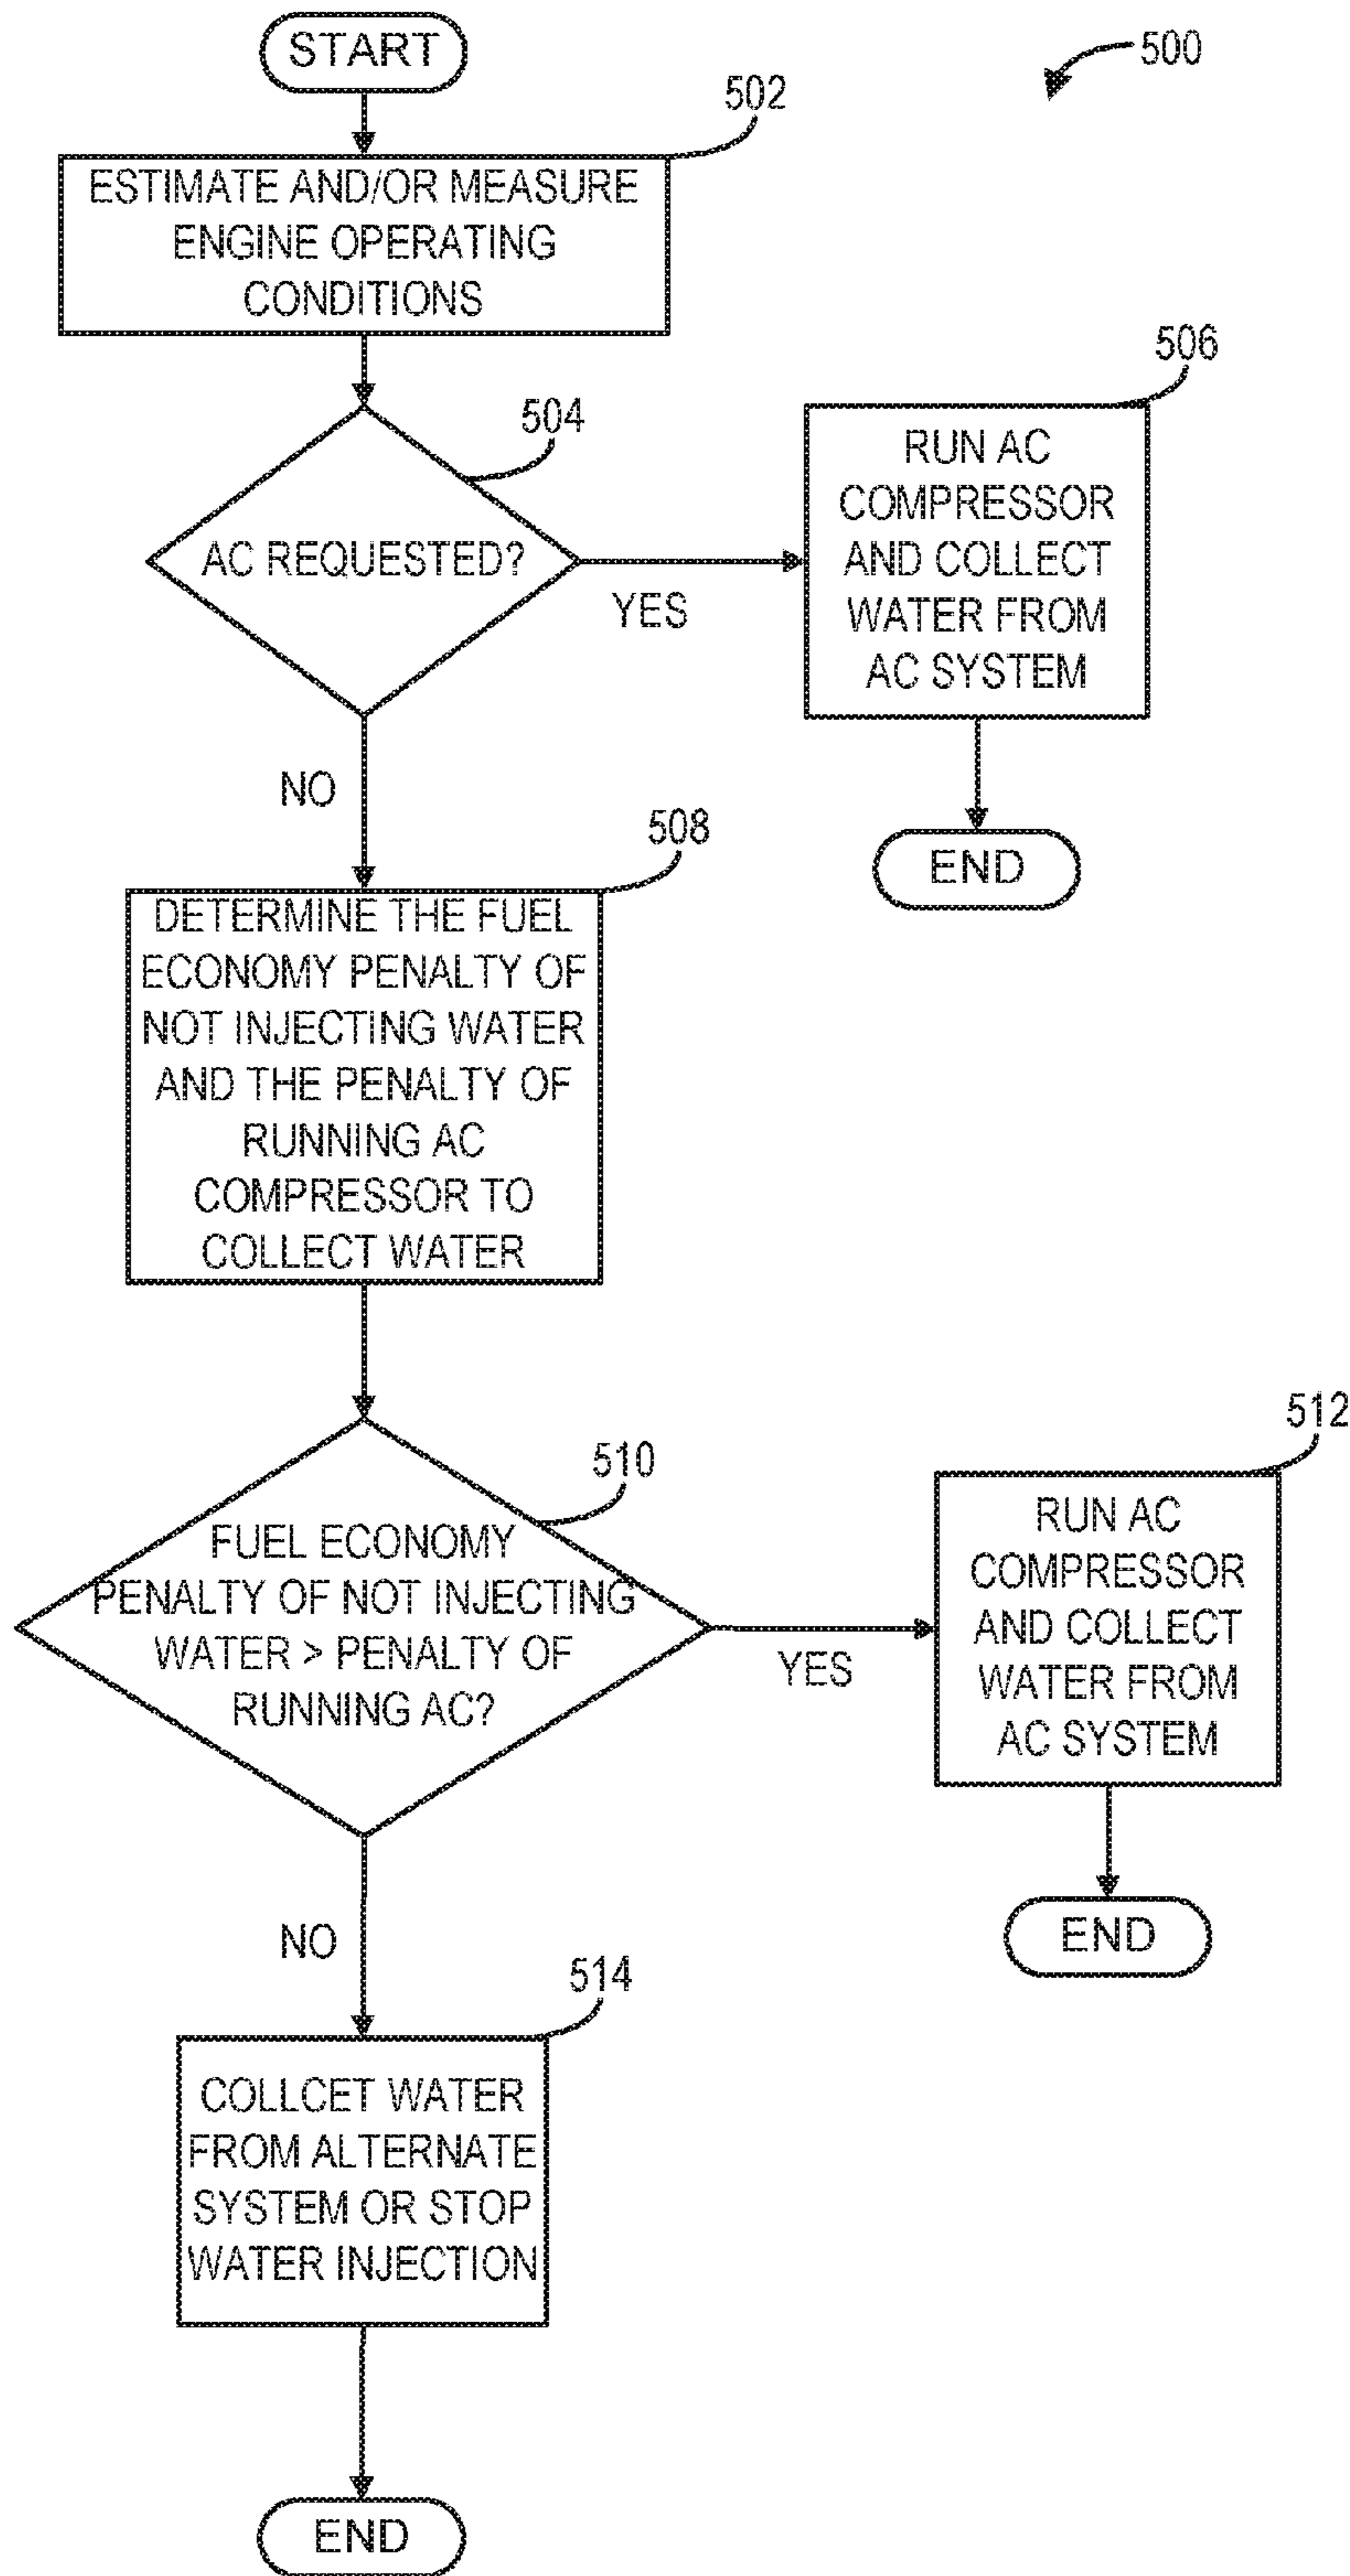 START
500
502
ESTIMATE AND/OR MEASURE
ENGINE OPERATING
CONDITIONS
504
AC REQUESTED?
YES
506
RUN AC
COMPRESSOR
AND COLLECT
WATER FROM
AC SYSTEM
END
NO
508
DETERMINE THE FUEL
ECONOMY PENALTY OF
NOT INJECTING WATER
AND THE PENALTY OF
RUNNING AC
COMPRESSOR TO
COLLECT WATER
510
FUEL ECONOMY
PENALTY OF NOT INJECTING
WATER > PENALTY OF
RUNNING AC?
YES
512
RUN AC
COMPRESSOR
AND COLLECT
WATER FROM
AC SYSTEM
END
NO
514
COLLCET WATER
FROM ALTERNATE
SYSTEM OR STOP
WATER INJECTION
END